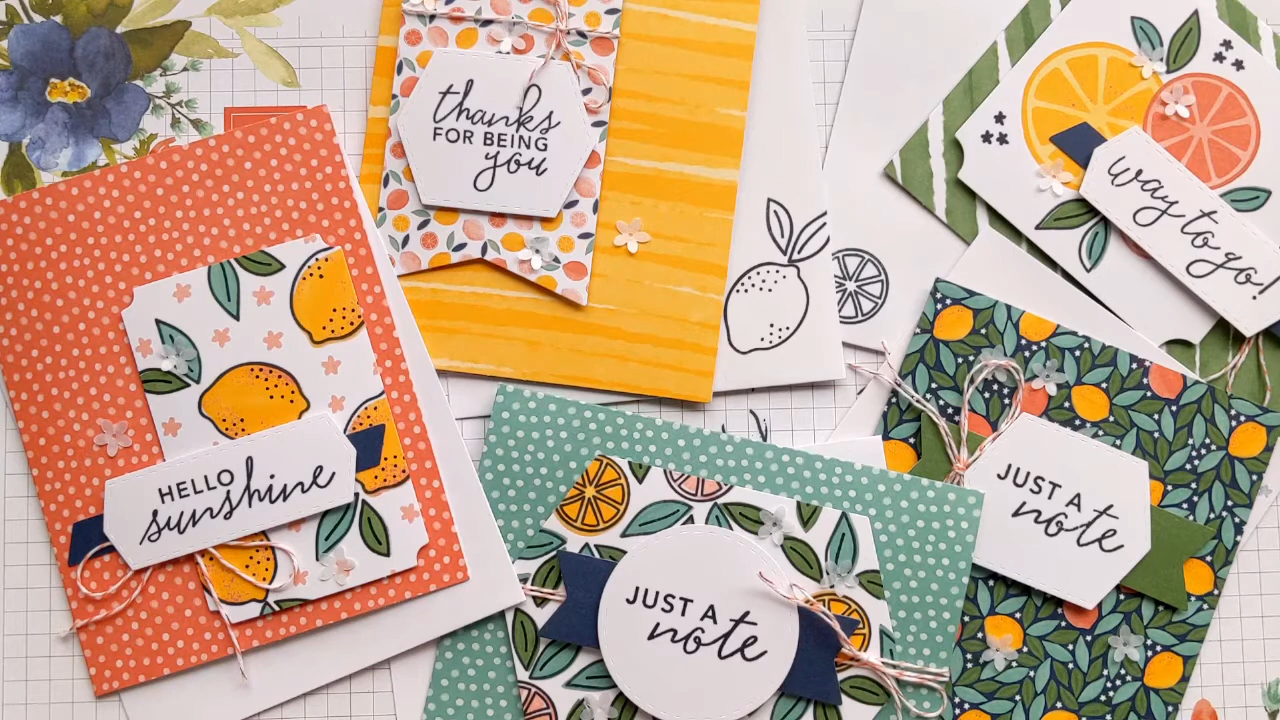 thanks
FOR BEING
you
way to go!
HELLO
sunshine
JUST A
note
JUST A
note